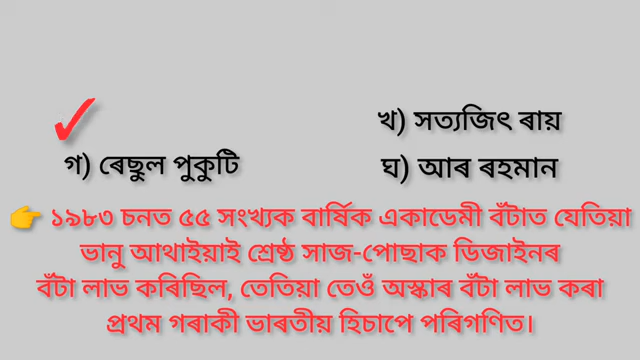 খ) সত্যজিৎ ৰায়
গ) ৰেছুল পুকুটি
ঘ) আৰ ৰহমান
👉 ১৯৮৩ চনত ৫৫ সংখ্যক বাৰ্ষিক একাডেমী বঁটাত যেতিয়া
ভানু আথাইয়াই শ্ৰেষ্ঠ সাজ-পোছাক ডিজাইনৰ
বঁটা লাভ কৰিছিল, তেতিয়া তেওঁ অস্কাৰ বঁটা লাভ কৰা
প্ৰথম গৰাকী ভাৰতীয় হিচাপে পৰিগণিত।